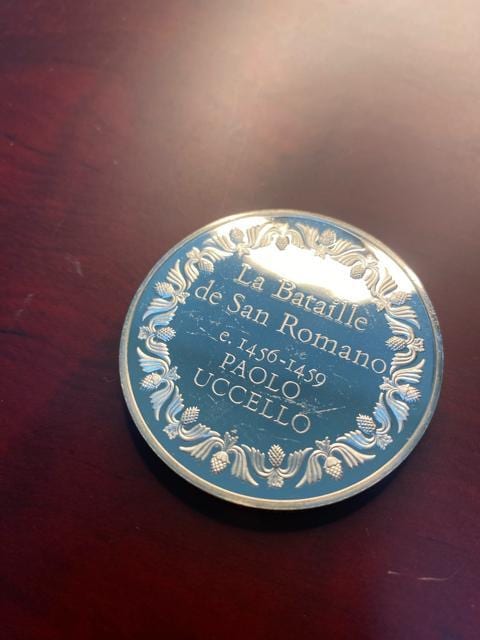 La Bataille
de San Romano
e. 1456-1459
PAOLO
UCCELLO